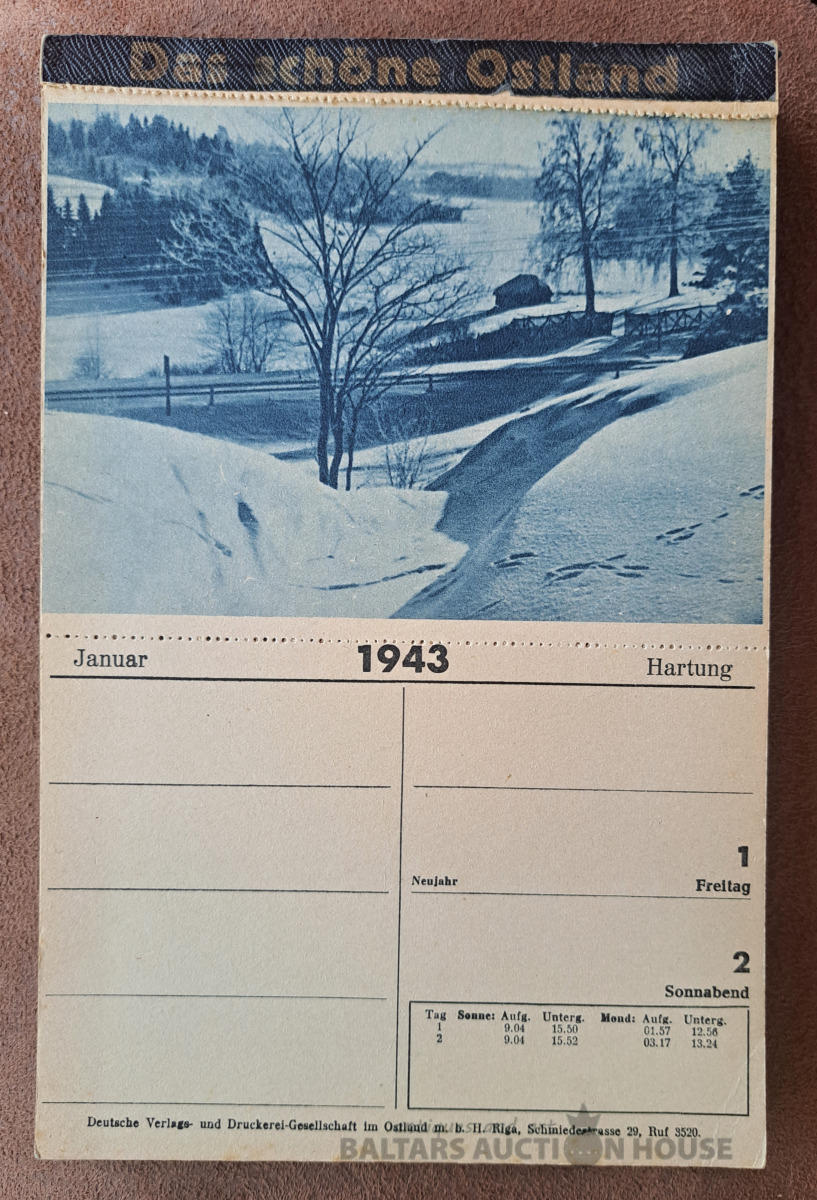 Das schöne Ostland
Januar 1943 Hartung
1
Neujahr Freitag
2
Sonnabend
Tag Sonne: Aufg. Unterg. Mond: Aufg. Unterg.
1 9.04 15.50 01.57 12.56
2 9.04 15.52 03.17 13.24
Deutsche Verlags- und Druckerei-Gesellschaft im Ostland m. b. H. Riga, Schmiedestrasse 29, Ruf 3520.
BALTARS AUCTION HOUSE